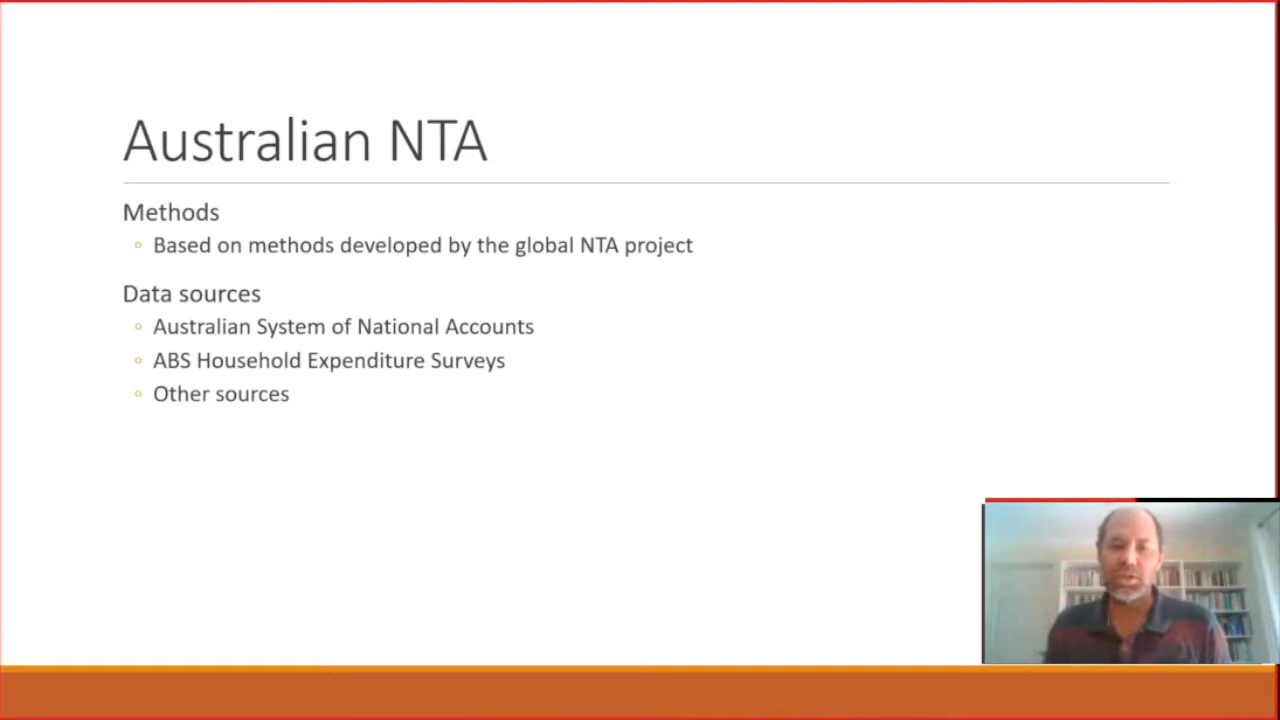 Australian NTA
Methods
Based on methods developed by the global NTA project
Data sources
Australian System of National Accounts
ABS Household Expenditure Surveys
Other sources